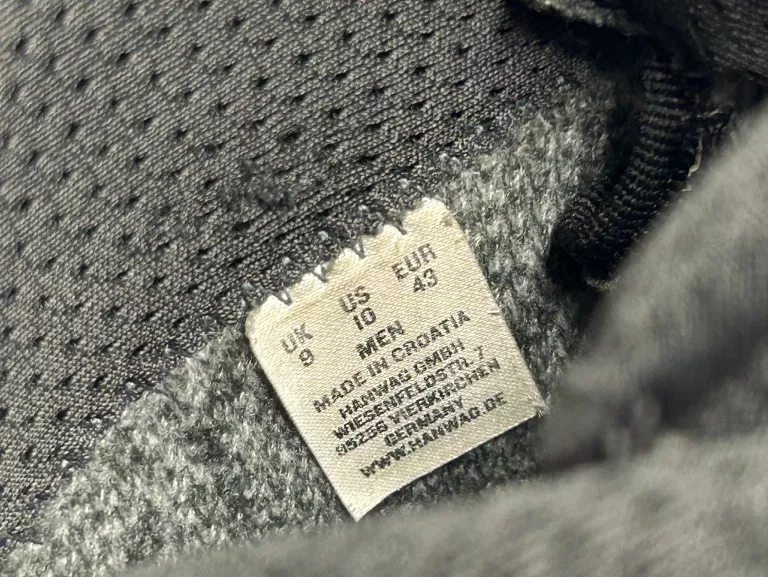 UK US EUR
9 10 43
MEN
MADE IN CROATIA
HANWAG GMBH
WIESENFELDSTR. 7
85256 VIERKIRCHEN
GERMANY
WWW.HANWAG.DE